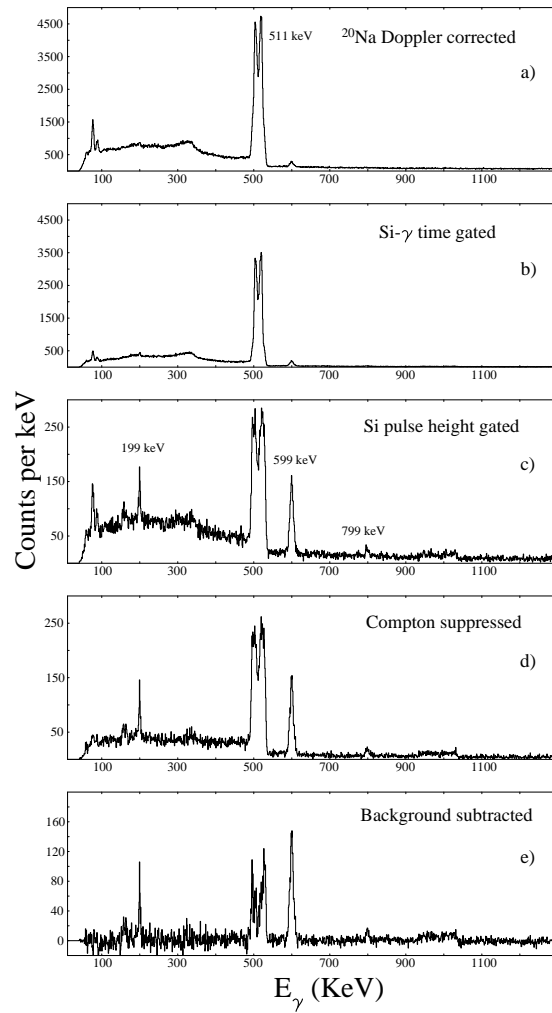 4500
3500
2500
1500
500
511 keV
²⁰Na Doppler corrected
a)
100 300 500 700 900 1100
4500
3500
2500
1500
500
Si-γ time gated
b)
100 300 500 700 900 1100
Counts per keV
250
150
50
199 keV
599 keV
799 keV
Si pulse height gated
c)
100 300 500 700 900 1100
250
150
50
Compton suppressed
d)
100 300 500 700 900 1100
160
120
80
40
0
Background subtracted
e)
100 300 500 700 900 1100
E_γ (KeV)